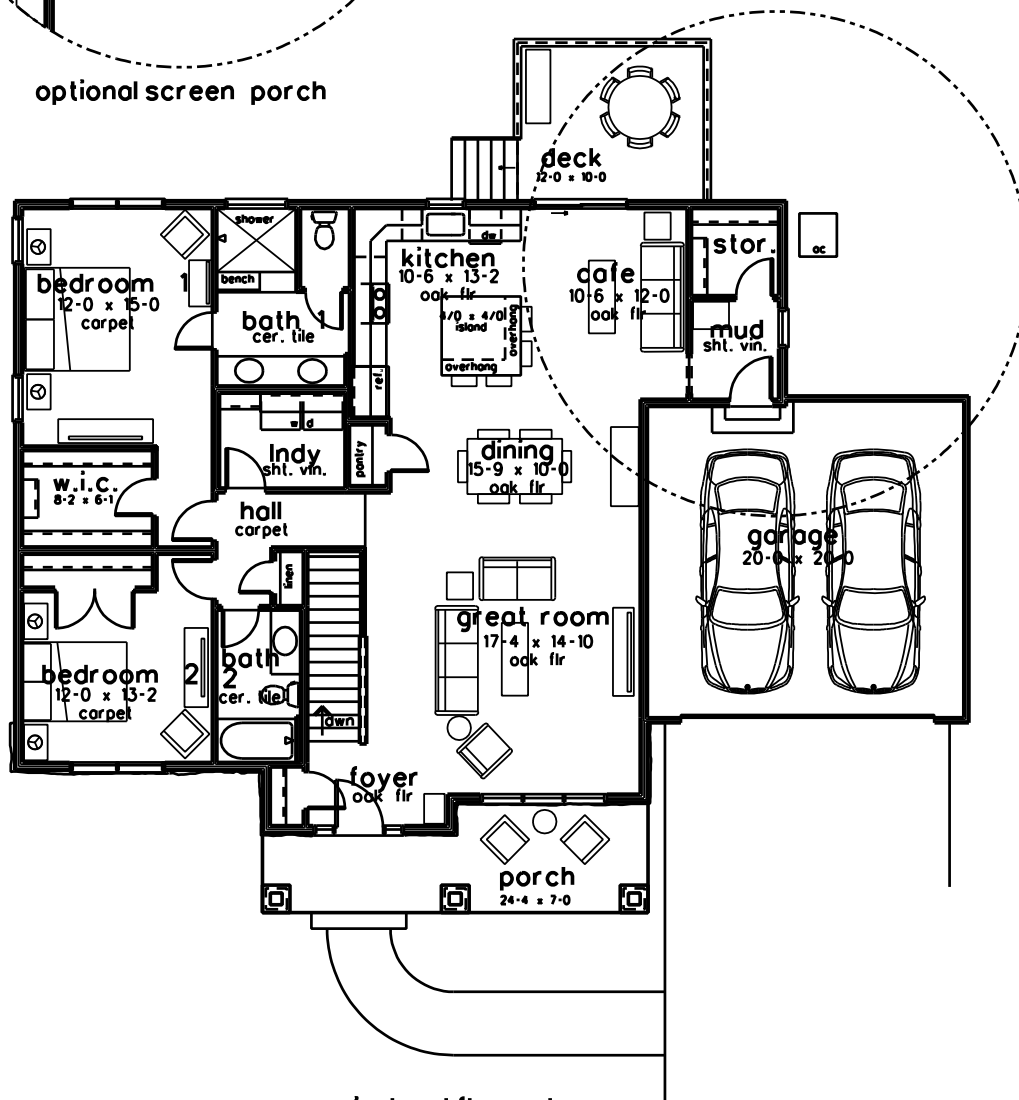 optional screen porch
deck
12-0 x 10-0
shower
bench
bedroom 1
12-0 x 15-0
carpet
bath 1
cer. tile
kitchen
10-6 x 13-2
oak flr
dw
4/0 x 4/0
island
overhang
overhang
ref.
cafe
10-6 x 12-0
oak flr
stor.
ac
mud
sht. vin.
w d
lndy
sht. vin.
pantry
dining
15-9 x 10-0
oak flr
w.i.c.
8-2 x 6-1
hall
carpet
linen
garage
20-0 x 20-0
great room
17-4 x 14-10
oak flr
bedroom 2
12-0 x 13-2
carpet
bath
2
cer. tile
dwn
foyer
oak flr
porch
24-4 x 7-0